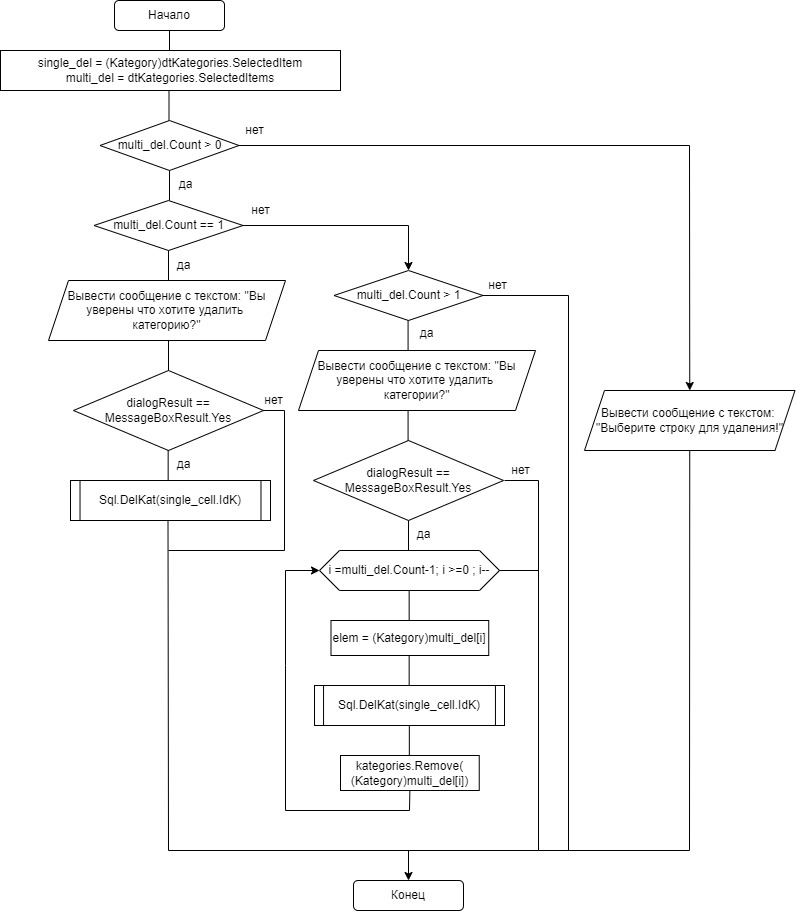 Начало
single_del = (Kategory)dtKategories.SelectedItem
multi_del = dtKategories.SelectedItems
нет
multi_del.Count > 0
да
нет
multi_del.Count == 1
да
Вывести сообщение с текстом: "Вы
уверены что хотите удалить
категорию?"
нет
multi_del.Count > 1
да
Вывести сообщение с текстом: "Вы
уверены что хотите удалить
категории?"
нет
dialogResult ==
MessageBoxResult.Yes
да
Вывести сообщение с текстом:
"Выберите строку для удаления!"
Sql.DelKat(single_cell.IdK)
нет
dialogResult ==
MessageBoxResult.Yes
да
i =multi_del.Count-1; i >=0 ; i--
elem = (Kategory)multi_del[i]
Sql.DelKat(single_cell.IdK)
kategories.Remove(
(Kategory)multi_del[i])
Конец